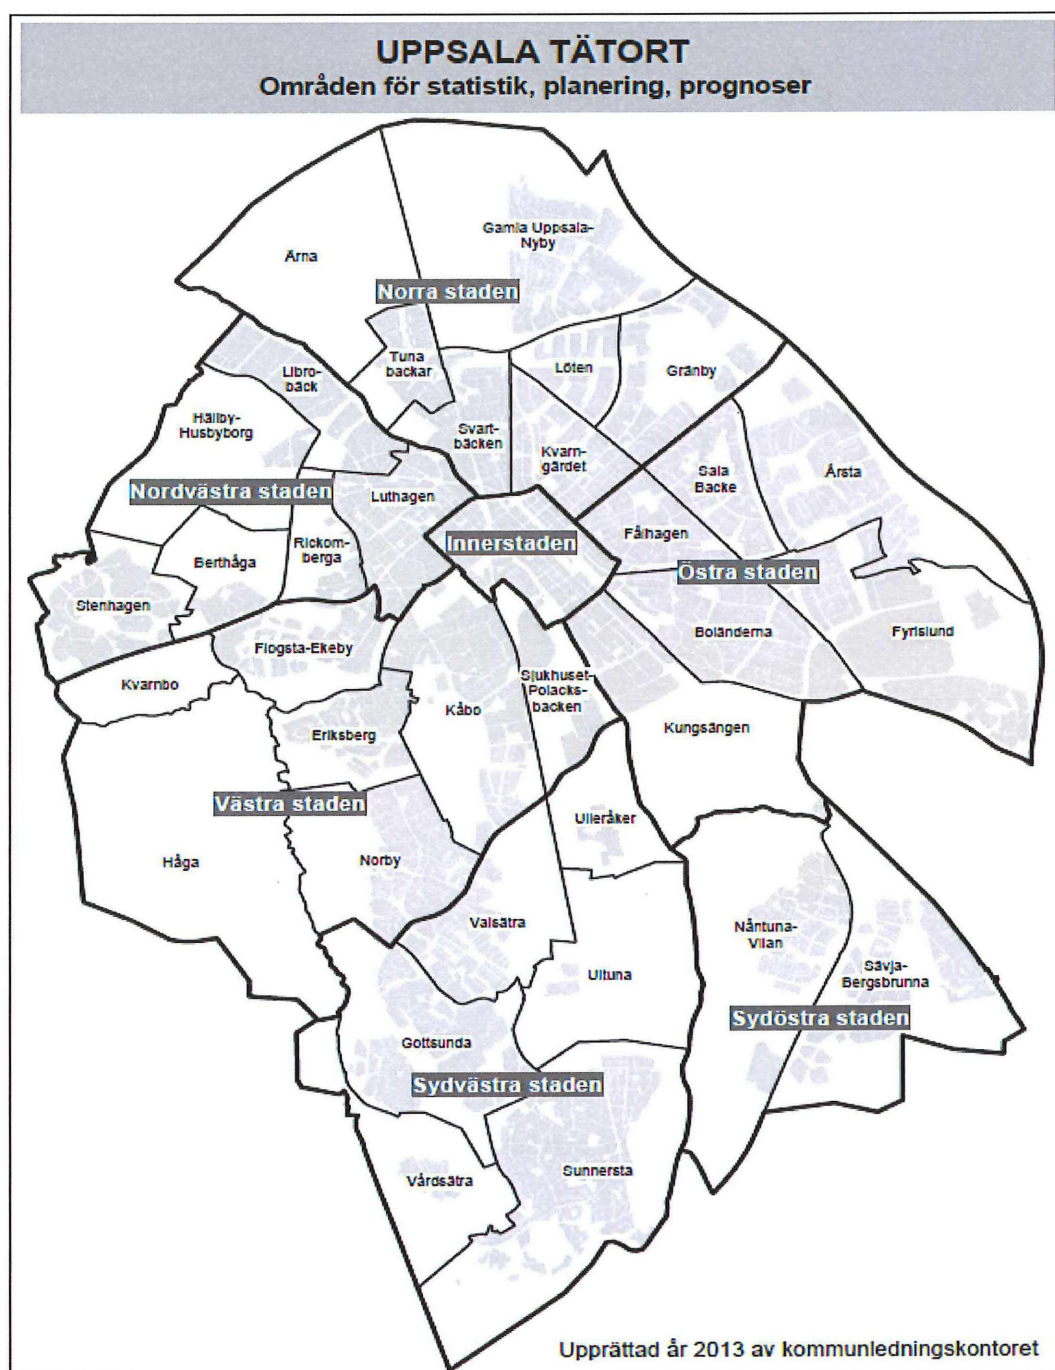 UPPSALA TÄTORT
Områden för statistik, planering, prognoser
Gamla Uppsala-
Nyby
Ärna
Norra staden
Tuna
backar
Löten
Gränby
Libro-
bäck
Hällby-
Husbyborg
Svart-
bäcken
Kvarn-
gärdet
Sala
Backe
Årsta
Nordvästra staden
Luthagen
Fålhagen
Innerstaden
Rickom-
berga
Berthåga
Östra staden
Stenhagen
Boländerna
Fyrislund
Flogsta-Ekeby
Kvarnbo
Sjukhuset-
Polacks-
backen
Kåbo
Eriksberg
Kungsängen
Västra staden
Ulleråker
Håga
Norby
Valsätra
Nåntuna-
Vilan
Ultuna
Sävja-
Bergsbrunna
Sydöstra staden
Gottsunda
Sydvästra staden
Vårdsätra
Sunnersta
Upprättad år 2013 av kommunledningskontoret